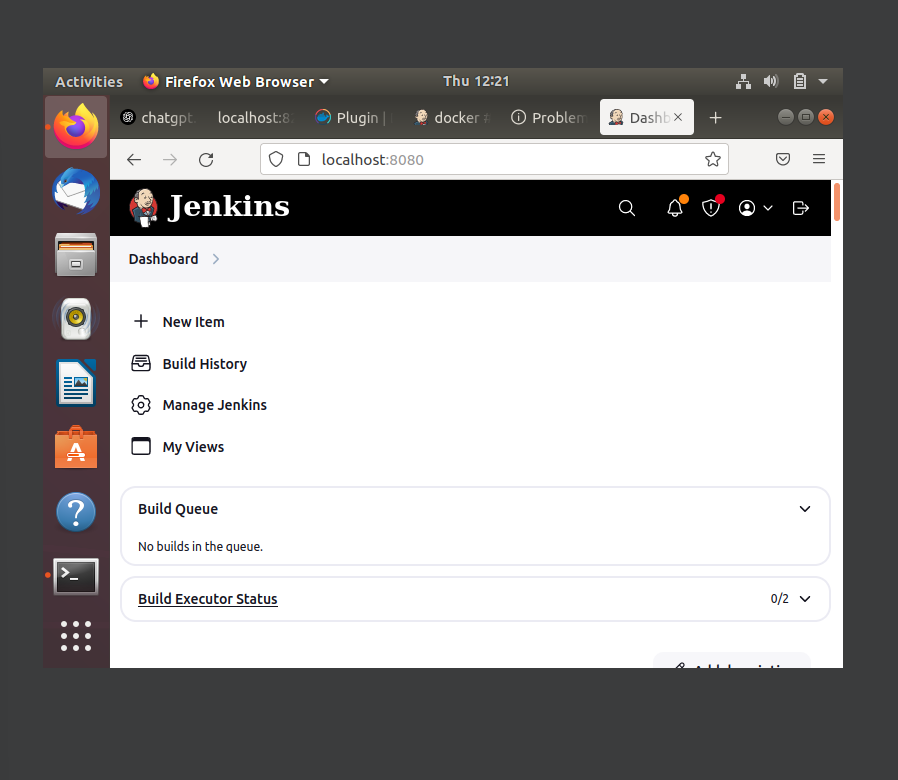 Activities Firefox Web Browser Thu 12:21
chatgpt localhost:8 Plugin docker Problem Dashb
localhost:8080
Jenkins
Dashboard
New Item
Build History
Manage Jenkins
My Views
Build Queue
No builds in the queue.
Build Executor Status 0/2